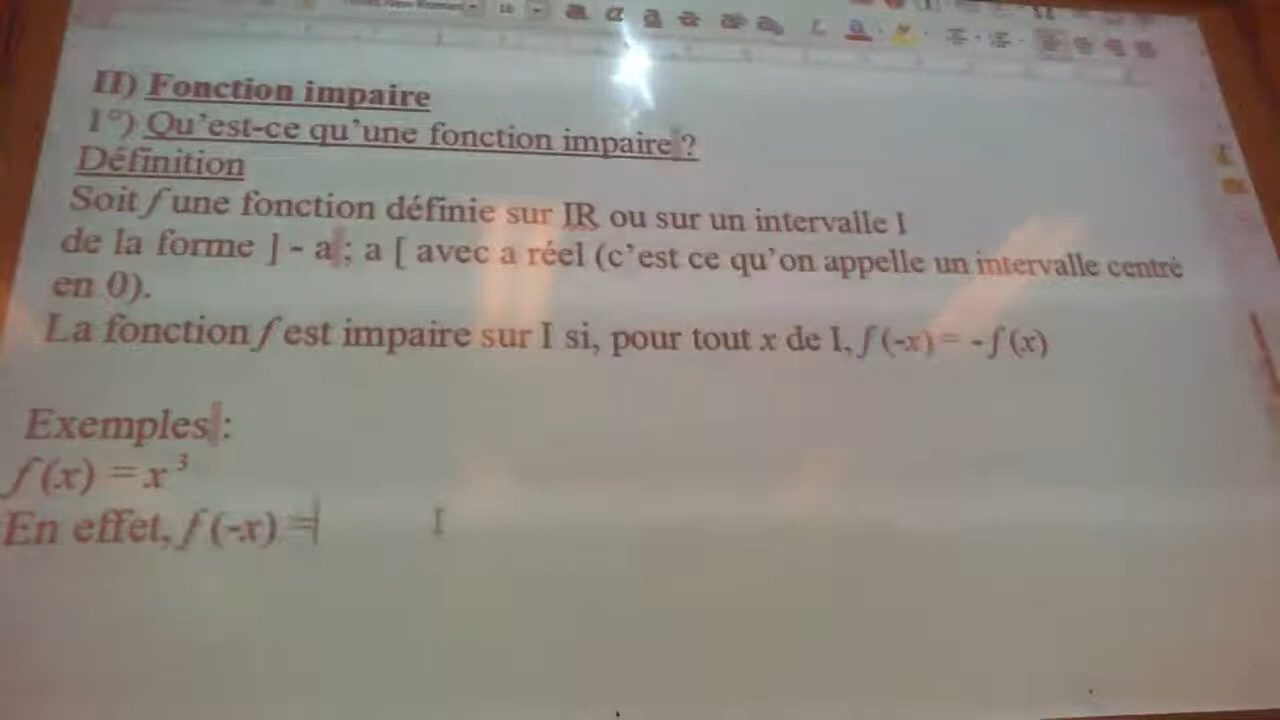 II) Fonction impaire
1°) Qu'est-ce qu'une fonction impaire ?
Définition
Soit f une fonction définie sur IR ou sur un intervalle I
de la forme ] - a ; a [ avec a réel (c'est ce qu'on appelle un intervalle centré
en 0).
La fonction f est impaire sur I si, pour tout x de I, f (-x) = - f (x)
Exemples :
f (x) = x³
En effet, f (-x) =